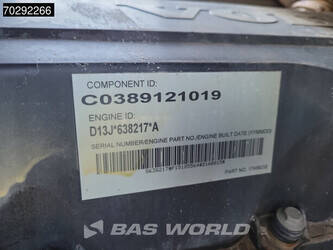 70292266
COMPONENT ID:
C0389121019
ENGINE ID:
D13J*638217*A
SERIAL NUMBER/ENGINE PART NO./ENGINE BUILT DATE (YYMMDD)
BAS WORLD